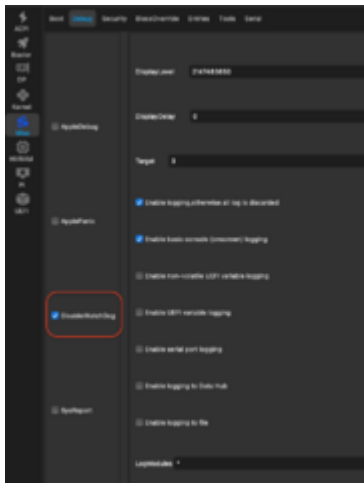 ACPI
Booter
DP
Kernel
Misc
NVRAM
PI
UEFI
Boot Debug Security BlessOverride Entries Tools Serial
AppleDebug
ApplePanic
DisableWatchDog
SysReport
DisplayLevel
DisplayDelay 0
Target 3
Enable logging,otherwise all log is discarded
Enable basic console (onscreen) logging
Enable non-volatile UEFI variable logging
Enable UEFI variable logging
Enable serial port logging
Enable logging to Data Hub
Enable logging to file
LogModules *